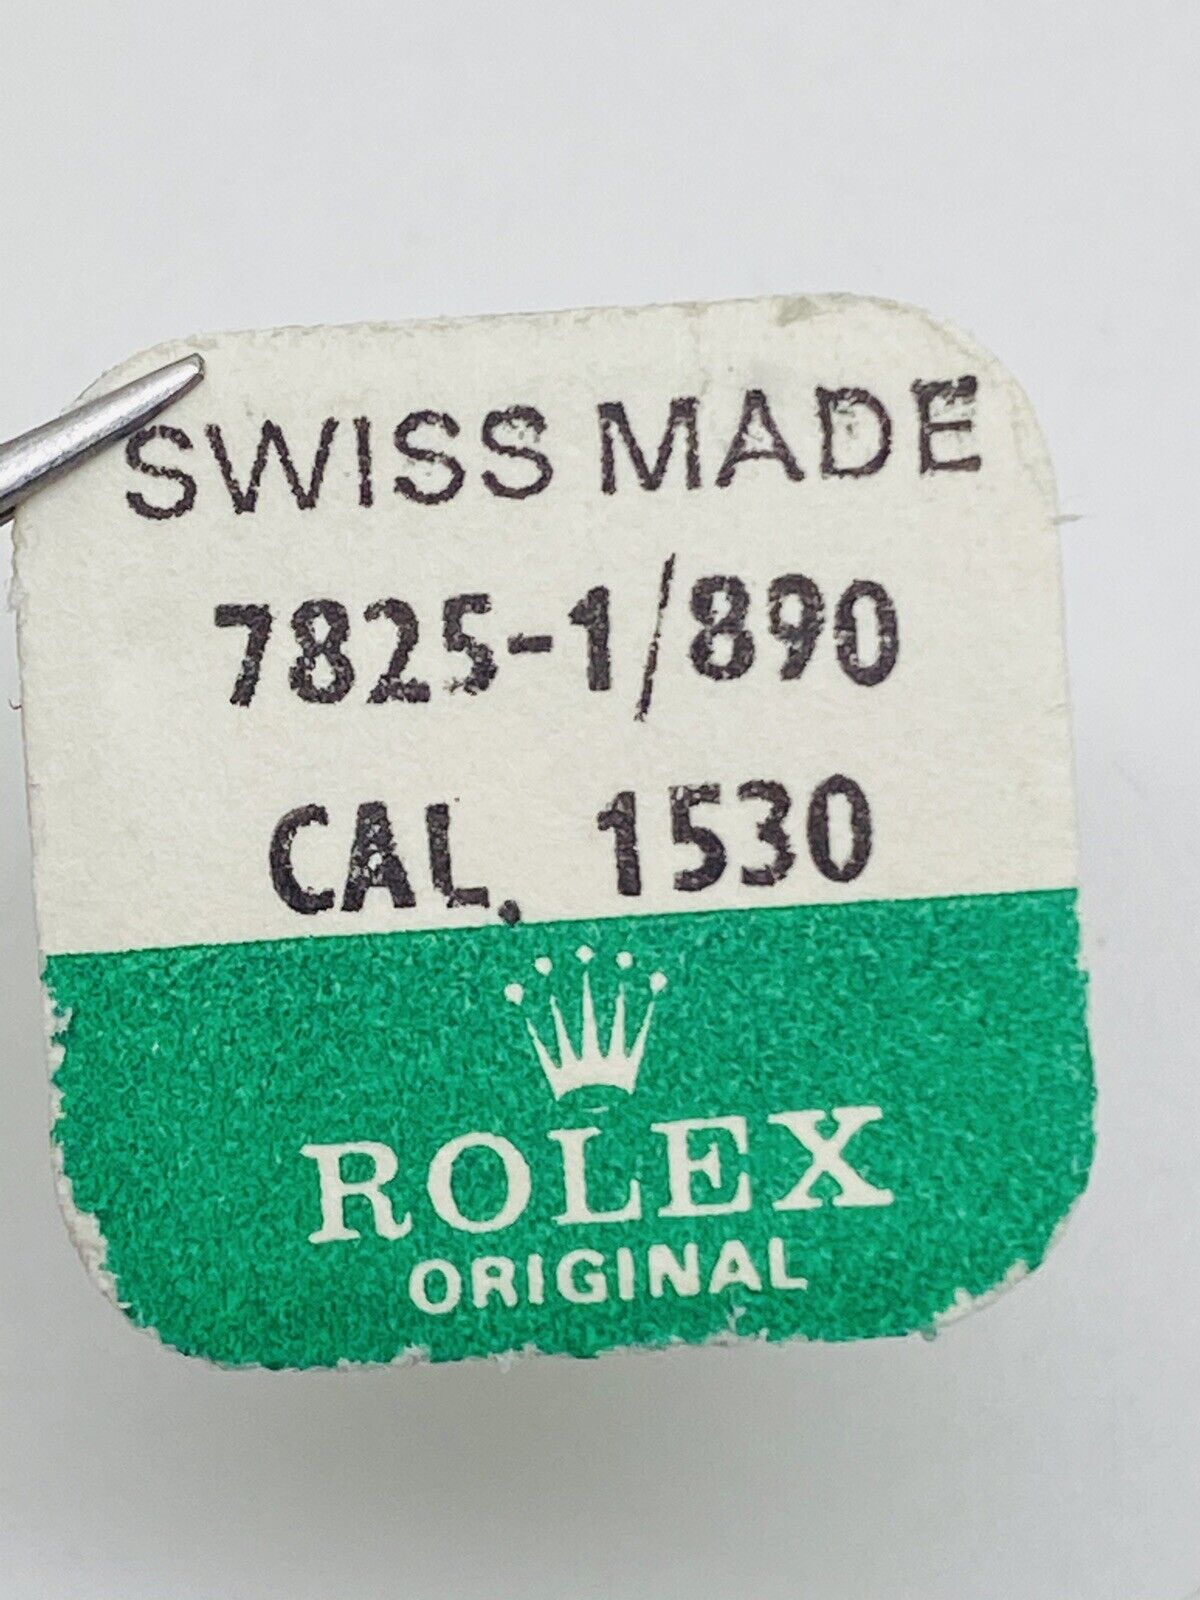 SWISS MADE
7825-1/890
CAL. 1530
ROLEX
ORIGINAL